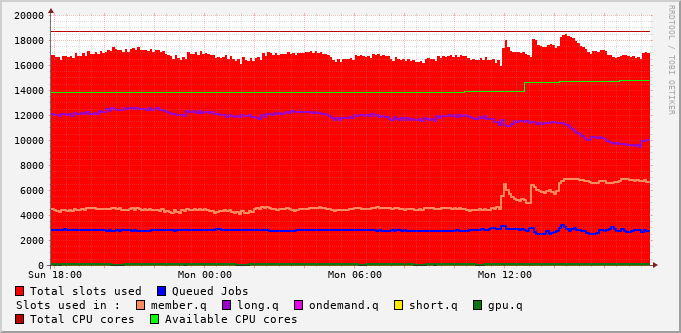 20000
18000
16000
14000
12000
10000
8000
6000
4000
2000
0
Sun 18:00 Mon 00:00 Mon 06:00 Mon 12:00
Total slots used Queued Jobs
Slots used in : member.q long.q ondemand.q short.q gpu.q
Total CPU cores Available CPU cores
RRDTOOL / TOBI OETIKER